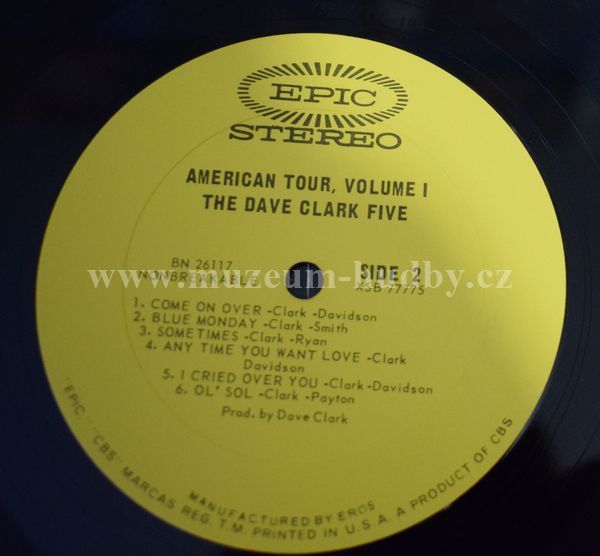 EPIC
STEREO
AMERICAN TOUR, VOLUME I
THE DAVE CLARK FIVE
BN 26117
NONBREAKABLE
SIDE 2
XSB 77775
www.muzeum-hudby.cz
1. COME ON OVER -Clark -Davidson
2. BLUE MONDAY -Clark -Smith
3. SOMETIMES -Clark -Ryan
4. ANY TIME YOU WANT LOVE -Clark
Davidson
5. I CRIED OVER YOU -Clark -Davidson
6. OL' SOL -Clark -Payton
Prod. by Dave Clark
MANUFACTURED BY EROS
"EPIC," "CBS" MARCAS REG. T.M. PRINTED IN U.S.A. A PRODUCT OF CBS